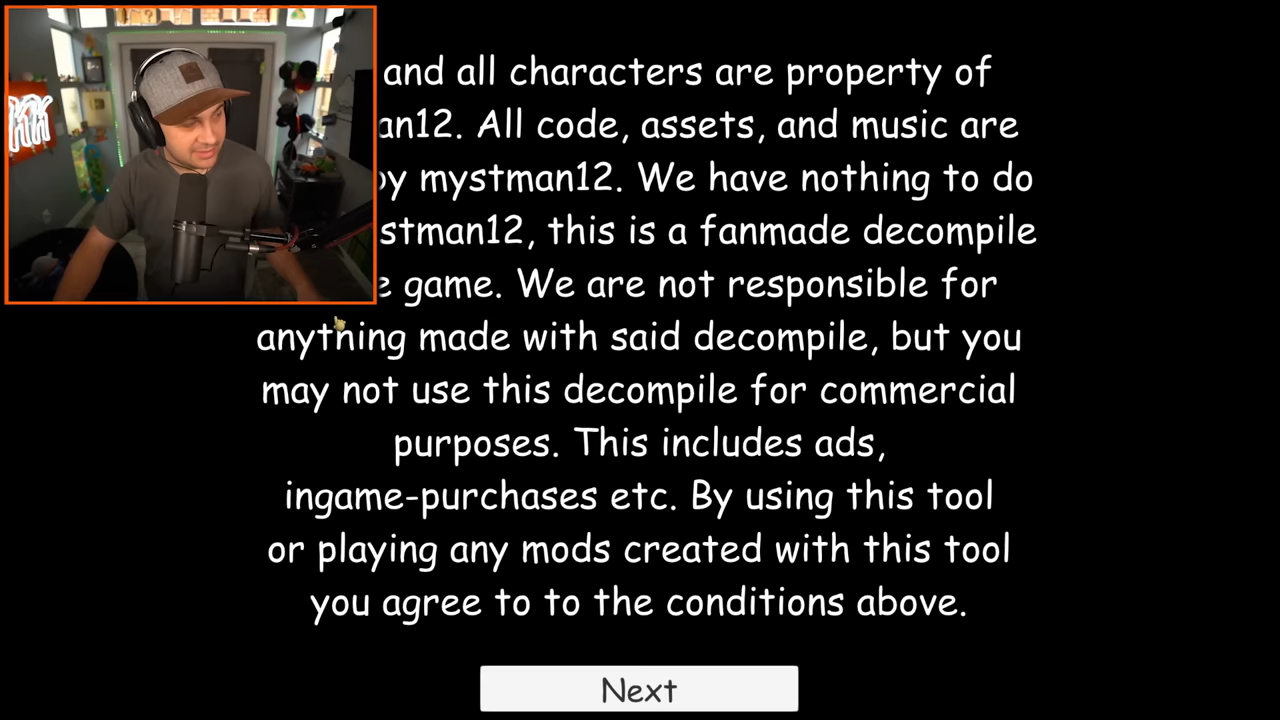 and all characters are property of
an12. All code, assets, and music are
by mystman12. We have nothing to do
stman12, this is a fanmade decompile
e game. We are not responsible for
anything made with said decompile, but you
may not use this decompile for commercial
purposes. This includes ads,
ingame-purchases etc. By using this tool
or playing any mods created with this tool
you agree to to the conditions above.
Next